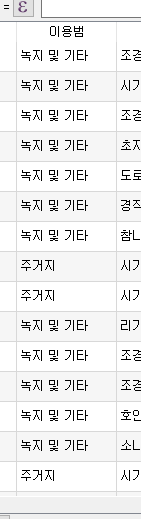 = ε
이용범
녹지 및 기타 조경
녹지 및 기타 시가
녹지 및 기타 조경
녹지 및 기타 초지
녹지 및 기타 도로
녹지 및 기타 경작
녹지 및 기타 참나
주거지 시가
주거지 시가
녹지 및 기타 리기
녹지 및 기타 조경
녹지 및 기타 조경
녹지 및 기타 호안
녹지 및 기타 소나
주거지 시가